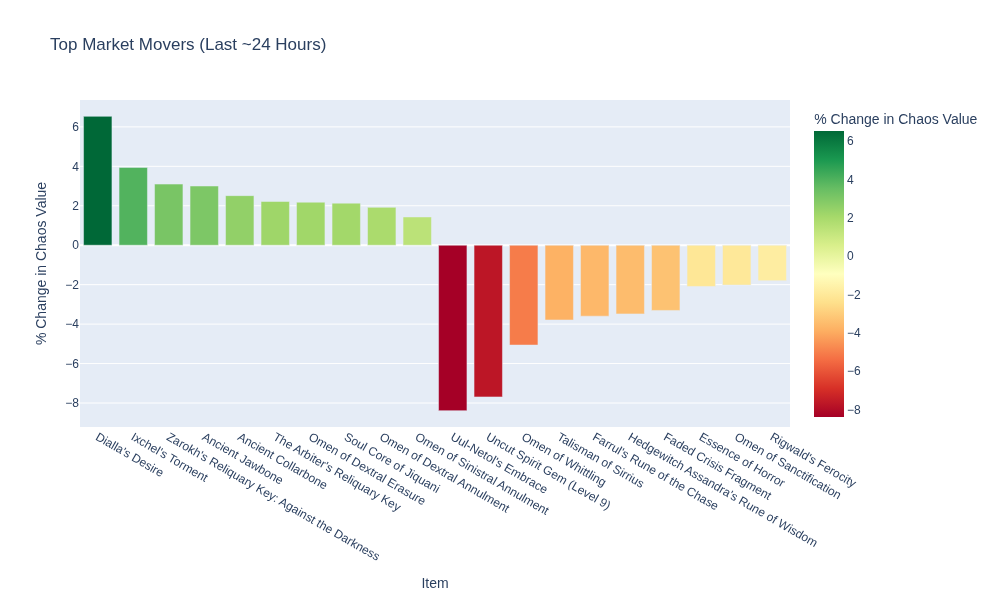 Top Market Movers (Last ~24 Hours)
% Change in Chaos Value
6
4
2
0
−2
−4
−6
−8
% Change in Chaos Value
6
4
2
0
−2
−4
−6
−8
Dialla's Desire
Ixchel's Torment
Zarokh's Reliquary Key: Against the Darkness
Ancient Jawbone
Ancient Collarbone
The Arbiter's Reliquary Key
Omen of Dextral Erasure
Soul Core of Jiquani
Omen of Dextral Annulment
Omen of Sinistral Annulment
Uul-Netol's Embrace
Uncut Spirit Gem (Level 9)
Omen of Whittling
Talisman of Sirrius
Farrul's Rune of the Chase
Hedgewitch Assandra's Rune of Wisdom
Faded Crisis Fragment
Essence of Horror
Omen of Sanctification
Rigwald's Ferocity
Item